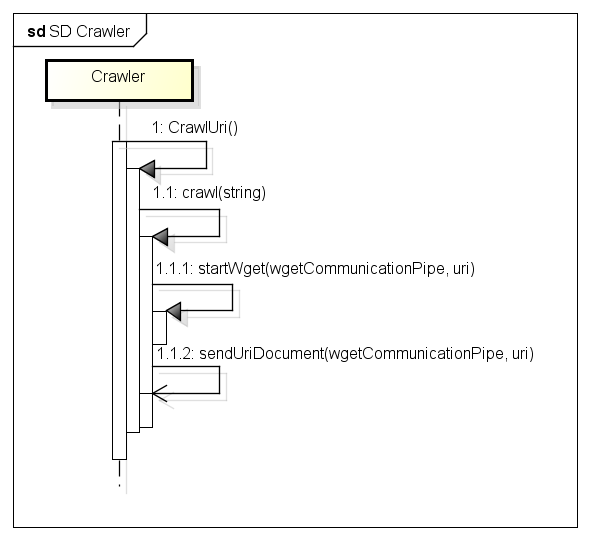 sd SD Crawler
Crawler
1: CrawlUri()
1.1: crawl(string)
1.1.1: startWget(wgetCommunicationPipe, uri)
1.1.2: sendUriDocument(wgetCommunicationPipe, uri)